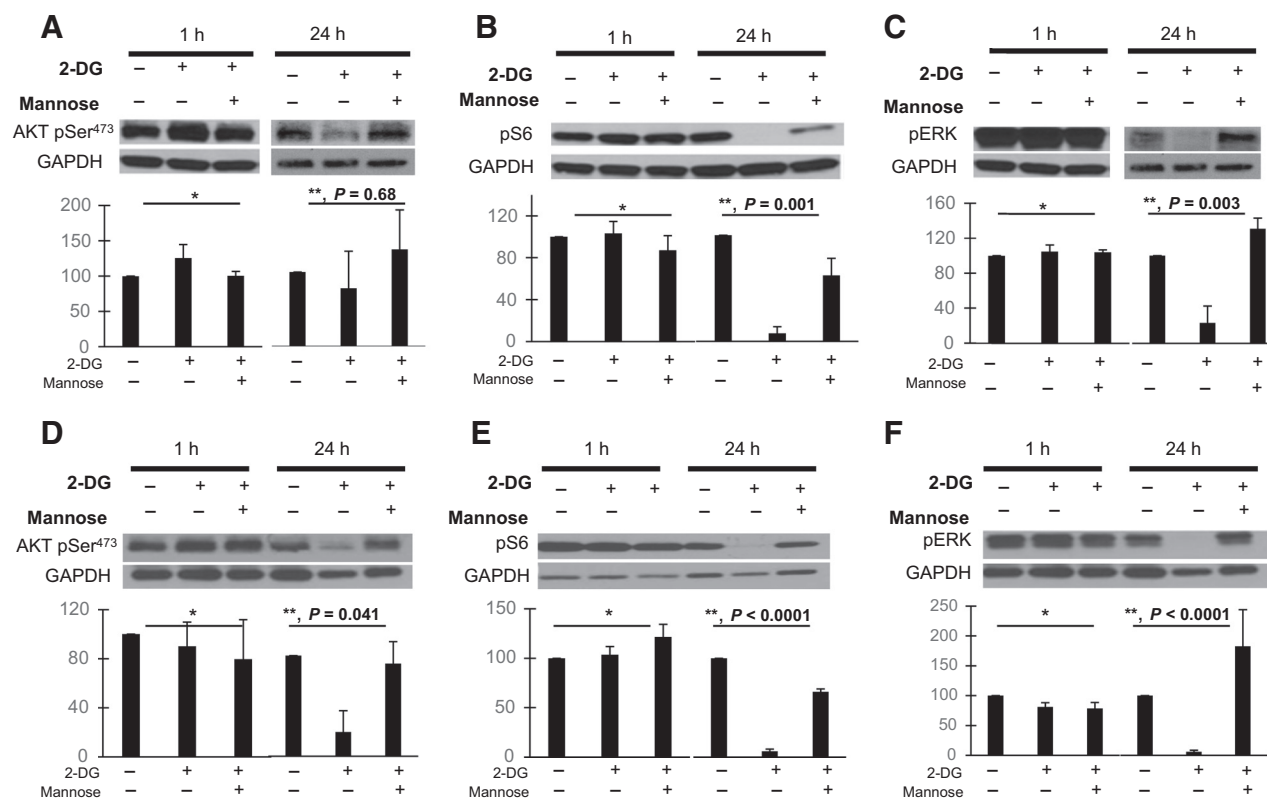 A
1 h 24 h
2-DG – + + – + +
Mannose – – + – – +
AKT pSer473
GAPDH
* **, P = 0.68
200
150
100
50
0
2-DG – + + – + +
Mannose – – + – – +
B
1 h 24 h
2-DG – + + – + +
Mannose – – + – – +
pS6
GAPDH
* **, P = 0.001
120
80
40
0
2-DG – + + – + +
Mannose – – + – – +
C
1 h 24 h
2-DG – + + – + +
Mannose – – + – – +
pERK
GAPDH
* **, P = 0.003
160
120
80
40
0
2-DG – + + – + +
Mannose – – + – – +
D
1 h 24 h
2-DG – + + – + +
Mannose – – + – – +
AKT pSer473
GAPDH
* **, P = 0.041
120
80
40
0
2-DG – + + – + +
Mannose – – + – – +
E
1 h 24 h
2-DG – + + – + +
Mannose – – – – – +
pS6
GAPDH
* **, P < 0.0001
150
100
50
0
2-DG – + + – + +
Mannose – – + – – +
F
1 h 24 h
2-DG – + + – + +
Mannose – – – – – +
pERK
GAPDH
* **, P < 0.0001
250
200
150
100
50
0
2-DG – + + – + +
Mannose – – + – – +